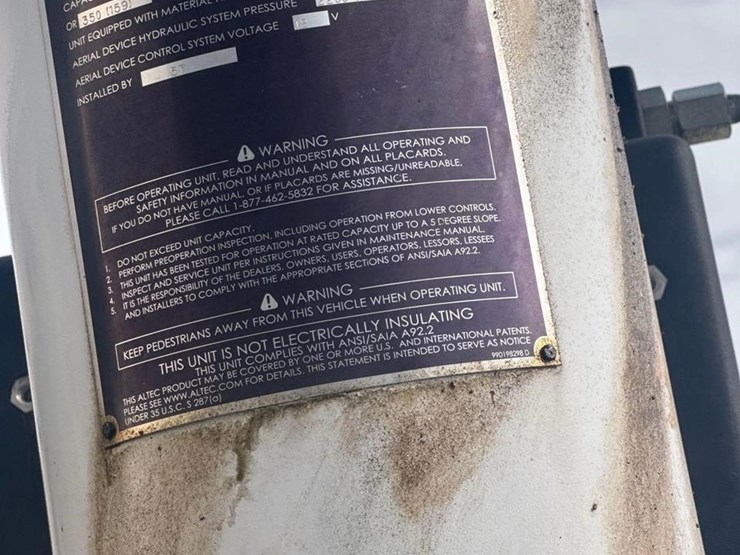 OR 350 (159)
UNIT EQUIPPED WITH MATERIAL
AERIAL DEVICE HYDRAULIC SYSTEM PRESSURE
AERIAL DEVICE CONTROL SYSTEM VOLTAGE V
INSTALLED BY
WARNING
BEFORE OPERATING UNIT, READ AND UNDERSTAND ALL OPERATING AND
SAFETY INFORMATION IN MANUAL AND ON ALL PLACARDS.
IF YOU DO NOT HAVE MANUAL, OR IF PLACARDS ARE MISSING/UNREADABLE,
PLEASE CALL 1-877-462-5832 FOR ASSISTANCE.
1. DO NOT EXCEED UNIT CAPACITY.
2. PERFORM PREOPERATION INSPECTION, INCLUDING OPERATION FROM LOWER CONTROLS.
3. THIS UNIT HAS BEEN TESTED FOR OPERATION AT RATED CAPACITY UP TO A 5 DEGREE SLOPE.
4. INSPECT AND SERVICE UNIT PER INSTRUCTIONS GIVEN IN MAINTENANCE MANUAL.
5. IT IS THE RESPONSIBILITY OF THE DEALERS, OWNERS, USERS, OPERATORS, LESSORS, LESSEES
AND INSTALLERS TO COMPLY WITH THE APPROPRIATE SECTIONS OF ANSI/SAIA A92.2.
WARNING
KEEP PEDESTRIANS AWAY FROM THIS VEHICLE WHEN OPERATING UNIT.
THIS UNIT IS NOT ELECTRICALLY INSULATING
THIS UNIT COMPLIES WITH ANSI/SAIA A92.2
THIS ALTEC PRODUCT MAY BE COVERED BY ONE OR MORE U.S. AND INTERNATIONAL PATENTS.
PLEASE SEE WWW.ALTEC.COM FOR DETAILS. THIS STATEMENT IS INTENDED TO SERVE AS NOTICE
UNDER 35 U.S.C. S 287(a)
990198298 D